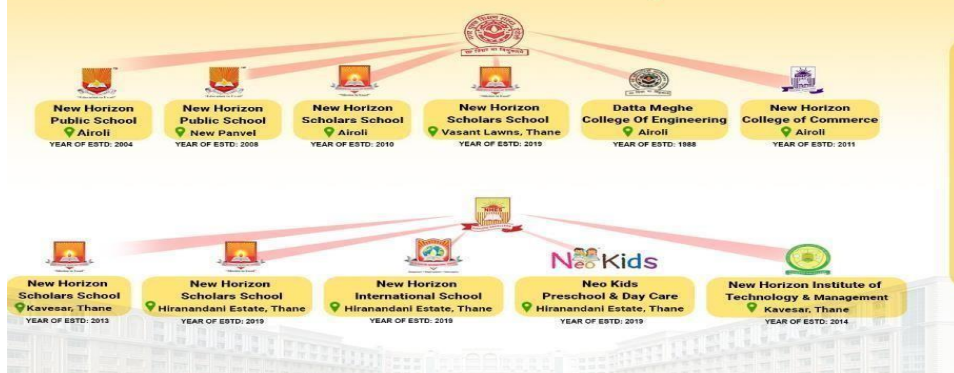 New Horizon
Public School
Airoli
YEAR OF ESTD: 2004
New Horizon
Public School
New Panvel
YEAR OF ESTD: 2008
New Horizon
Scholars School
Airoli
YEAR OF ESTD: 2010
New Horizon
Scholars School
Vasant Lawns, Thane
YEAR OF ESTD: 2019
Datta Meghe
College Of Engineering
Airoli
YEAR OF ESTD: 1988
New Horizon
College of Commerce
Airoli
YEAR OF ESTD: 2011
NHES
New Horizon
Scholars School
Kavesar, Thane
YEAR OF ESTD: 2013
New Horizon
Scholars School
Hiranandani Estate, Thane
YEAR OF ESTD: 2019
New Horizon
International School
Hiranandani Estate, Thane
YEAR OF ESTD: 2019
Neo Kids
Neo Kids
Preschool & Day Care
Hiranandani Estate, Thane
YEAR OF ESTD: 2019
New Horizon Institute of
Technology & Management
Kavesar, Thane
YEAR OF ESTD: 2014